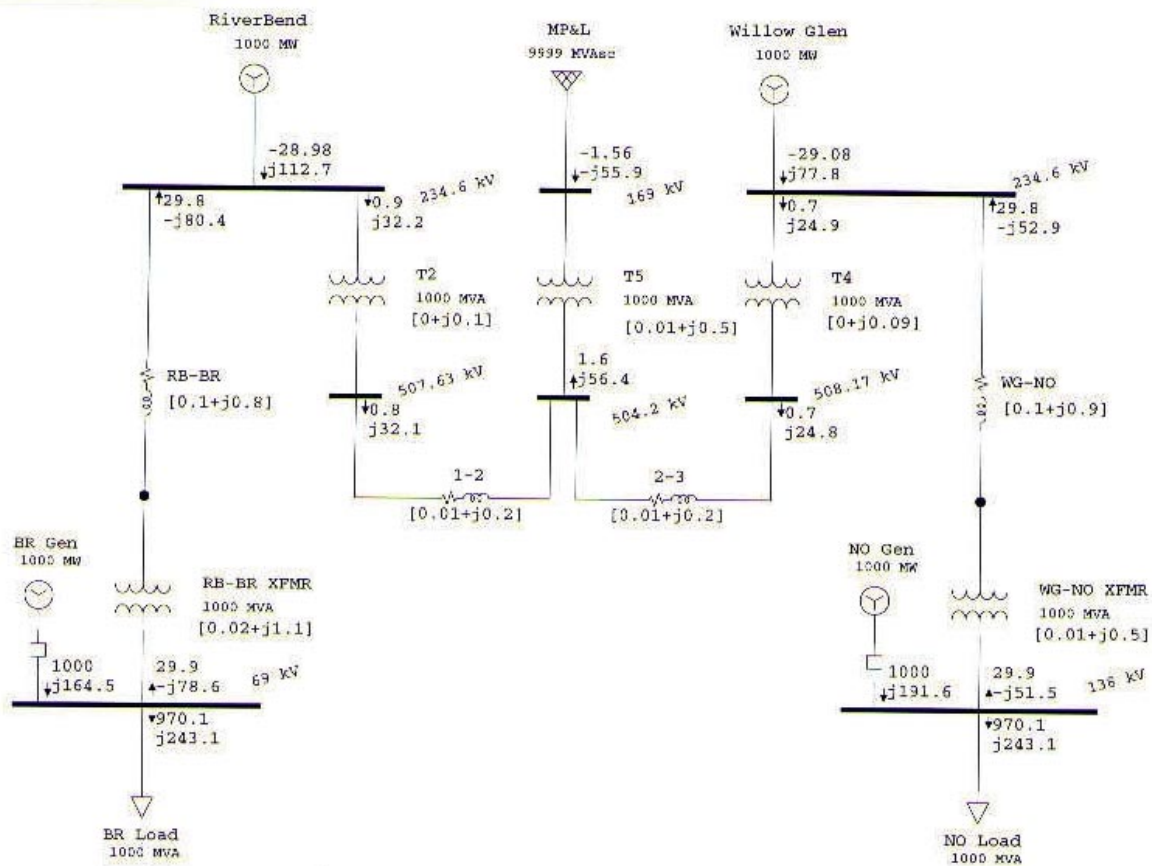 RiverBend
1000 MW
MP&L
9999 MVAsc
Willow Glen
1000 MW
-28.98
j112.7
-1.56
-j55.9
-29.08
j77.8
234.6 kV
169 kV
234.6 kV
29.8
-j80.4
0.9
j32.2
0.7
j24.9
29.8
-j52.9
T2
1000 MVA
[0+j0.1]
T5
1000 MVA
[0.01+j0.5]
T4
1000 MVA
[0+j0.09]
RB-BR
[0.1+j0.8]
507.63 kV
0.8
j32.1
1.6
j56.4
504.2 kV
508.17 kV
0.7
j24.8
WG-NO
[0.1+j0.9]
1-2
[0.01+j0.2]
2-3
[0.01+j0.2]
BR Gen
1000 MW
RB-BR XFMR
1000 MVA
[0.02+j1.1]
NO Gen
1000 MW
WG-NO XFMR
1000 MVA
[0.01+j0.5]
1000
j164.5
29.9
-j78.6
69 kV
1000
j191.6
29.9
-j51.5
138 kV
970.1
j243.1
970.1
j243.1
BR Load
1000 MVA
NO Load
1000 MVA